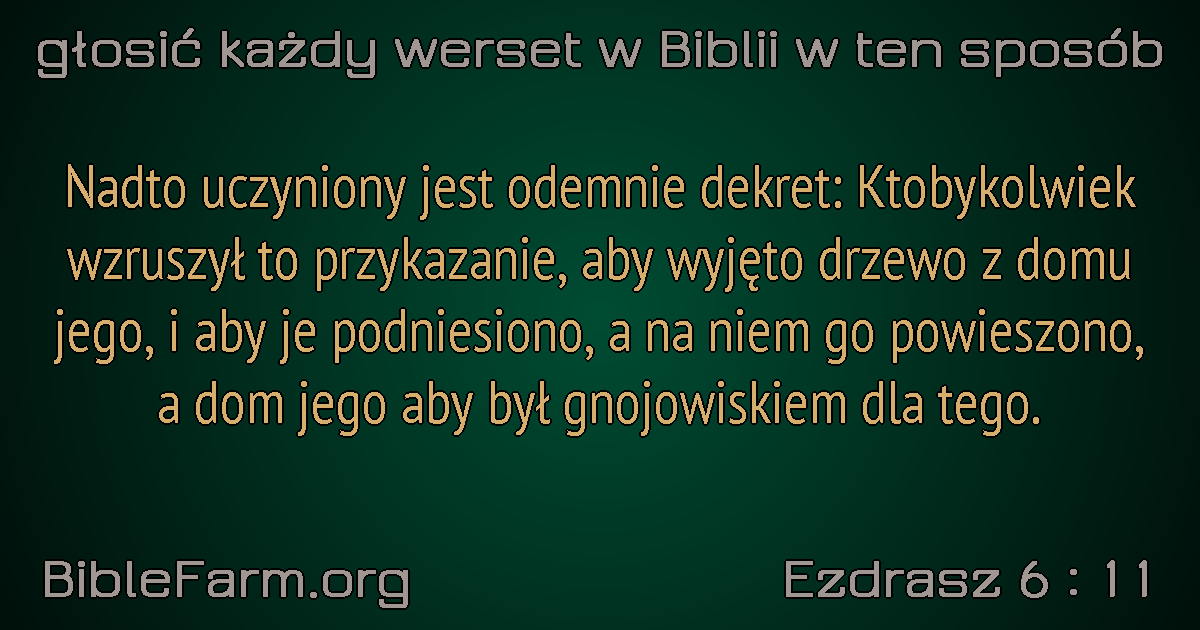 głosić każdy werset w Biblii w ten sposób
Nadto uczyniony jest odemnie dekret: Ktobykolwiek
wzruszył to przykazanie, aby wyjęto drzewo z domu
jego, i aby je podniesiono, a na niem go powieszono,
a dom jego aby był gnojowiskiem dla tego.
BibleFarm.org
Ezdrasz 6 : 11